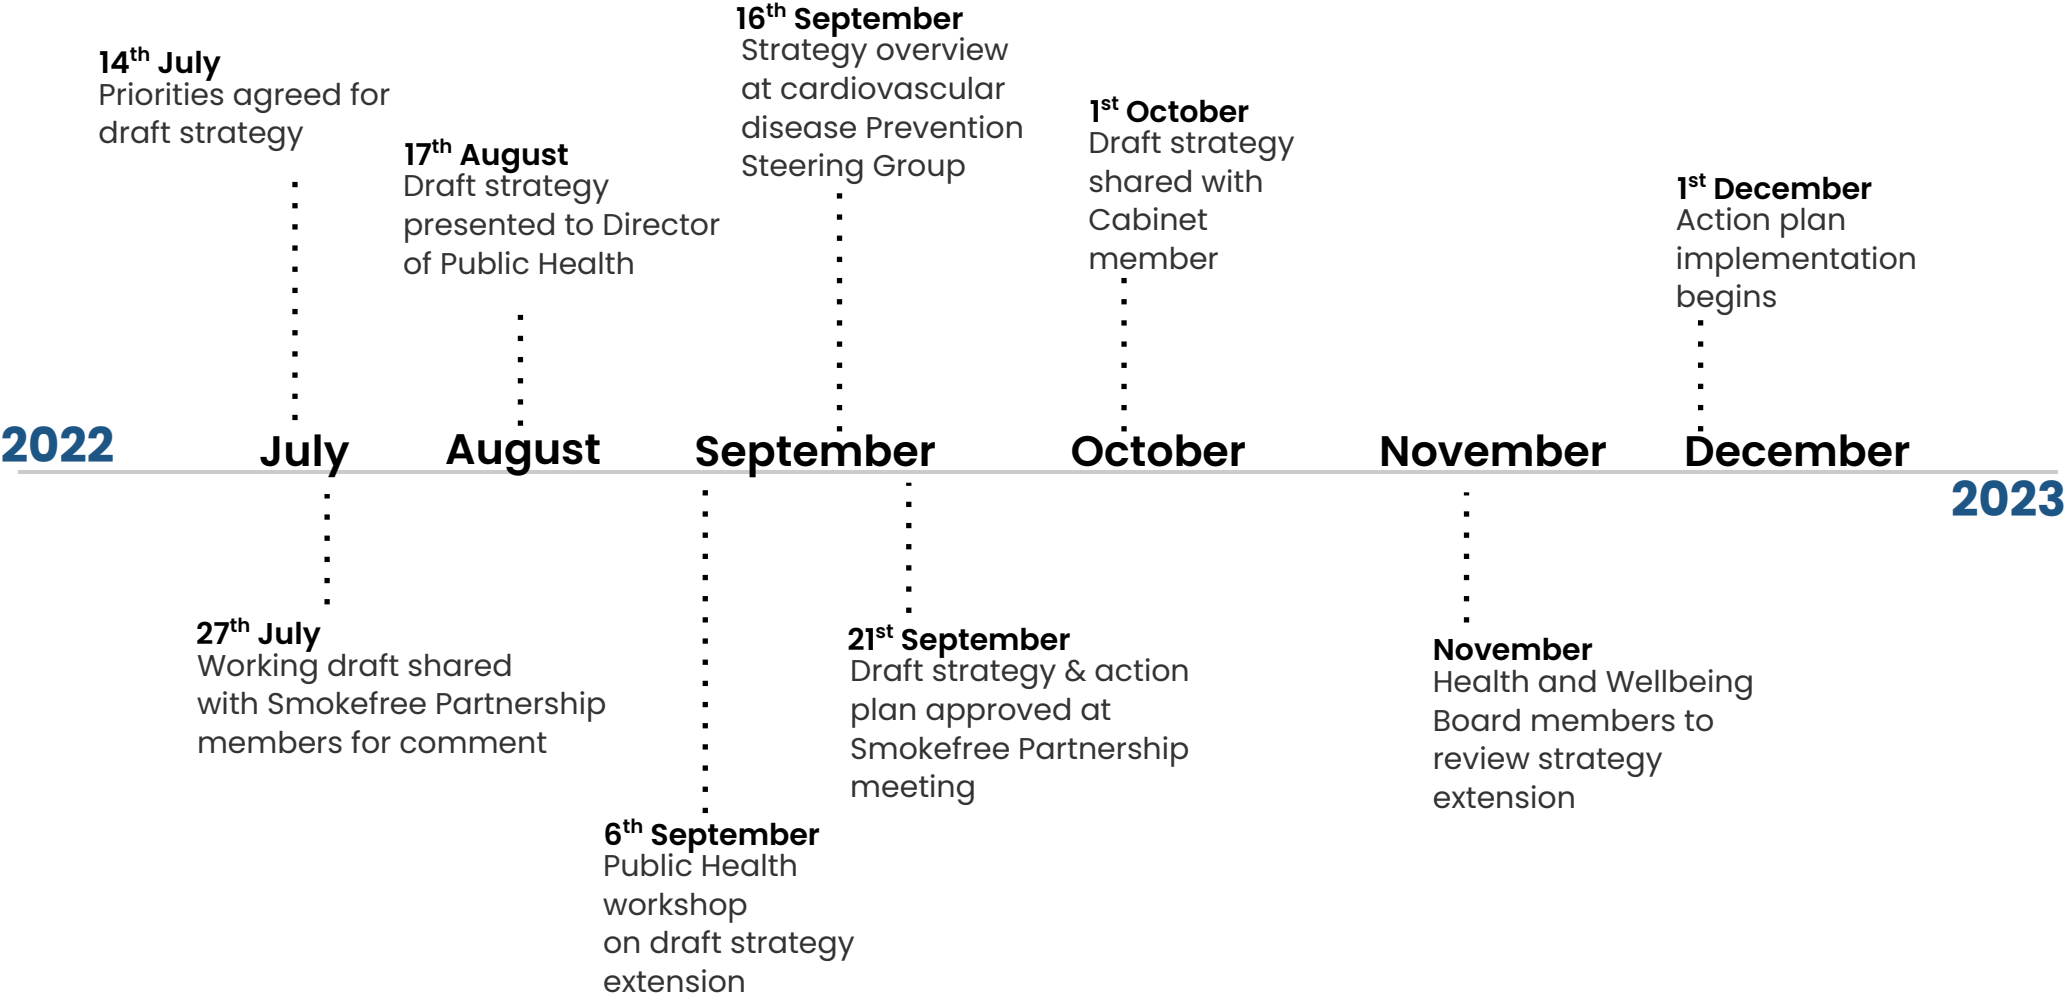 14th July
Priorities agreed for
draft strategy
17th August
Draft strategy
presented to Director
of Public Health
16th September
Strategy overview
at cardiovascular
disease Prevention
Steering Group
1st October
Draft strategy
shared with
Cabinet
member
1st December
Action plan
implementation
begins
2022
July
August
September
October
November
December
2023
27th July
Working draft shared
with Smokefree Partnership
members for comment
6th September
Public Health
workshop
on draft strategy
extension
21st September
Draft strategy & action
plan approved at
Smokefree Partnership
meeting
November
Health and Wellbeing
Board members to
review strategy
extension